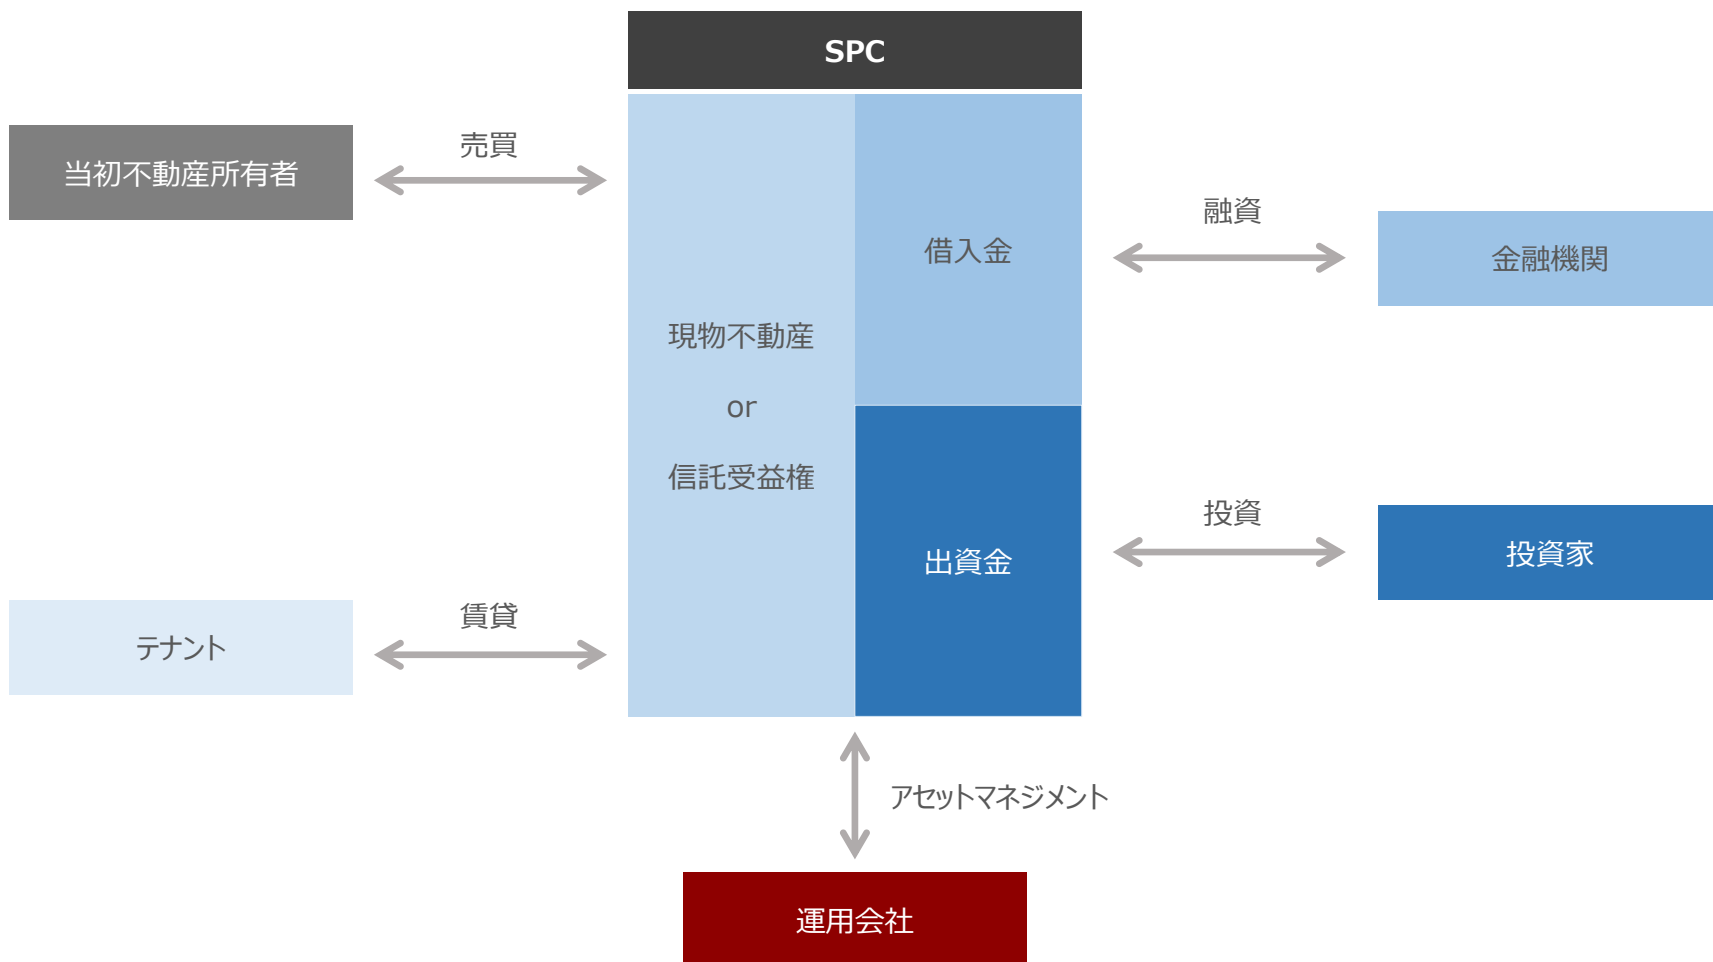 SPC
当初不動産所有者
売買
現物不動産
or
信託受益権
借入金
融資
金融機関
出資金
投資
投資家
テナント
賃貸
アセットマネジメント
運用会社